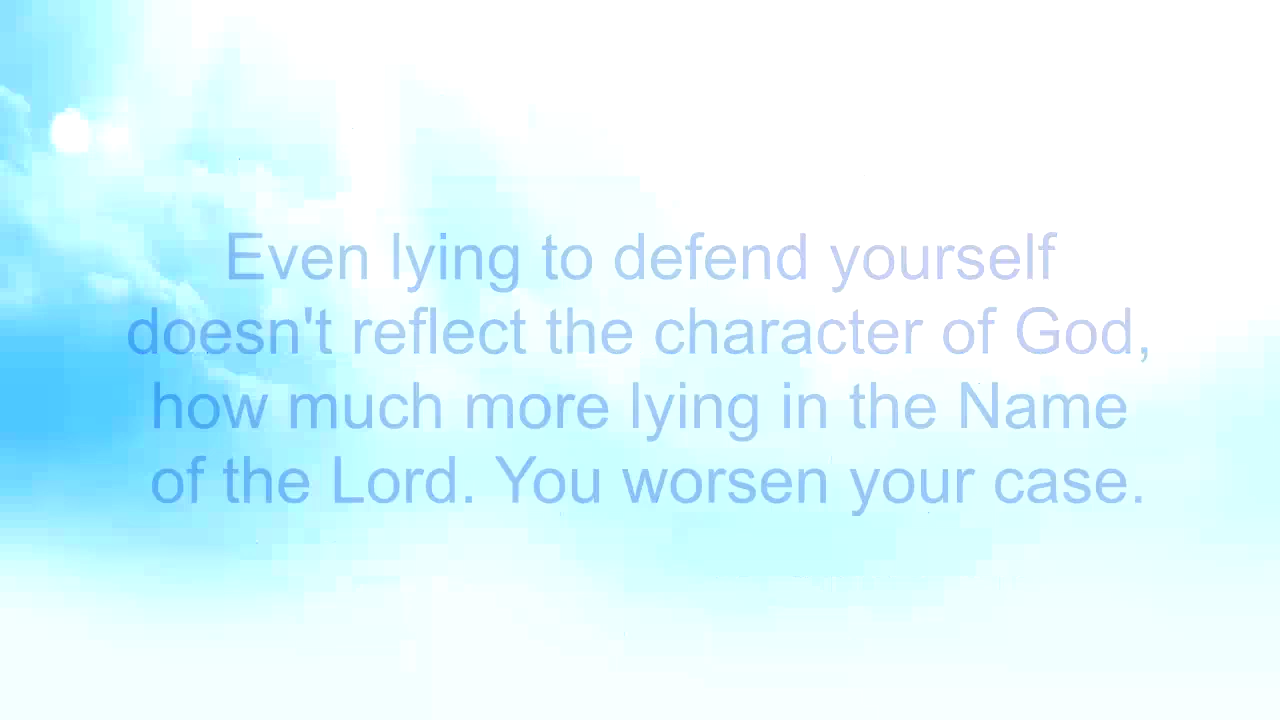 Even lying to defend yourself
doesn't reflect the character of God,
how much more lying in the Name
of the Lord. You worsen your case.